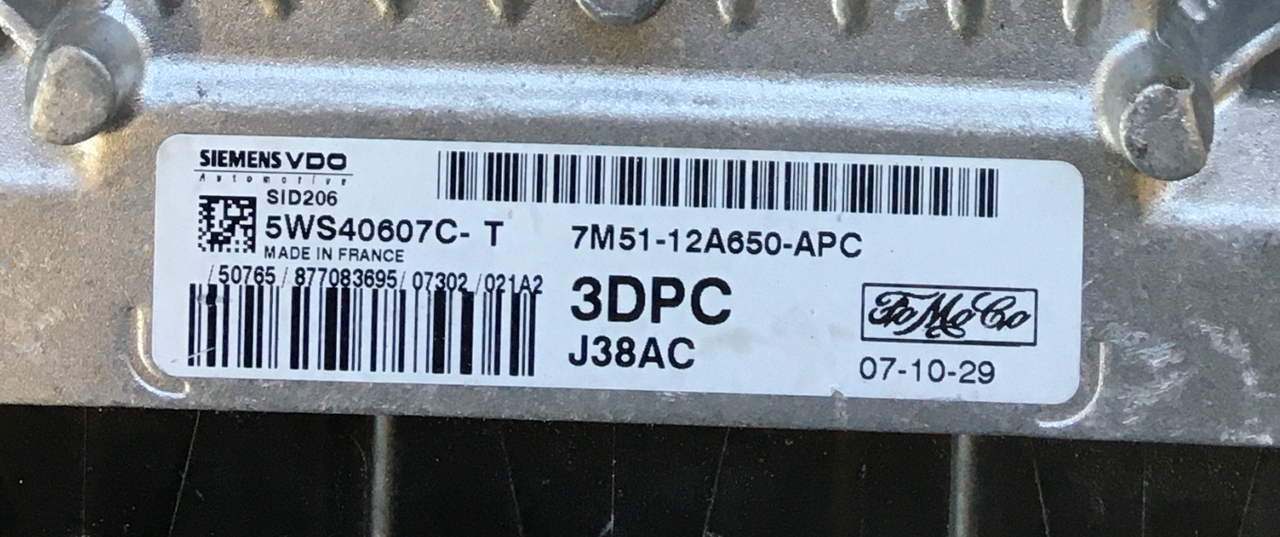 SIEMENS VDO
Automotive
SID206
5WS40607C- T
MADE IN FRANCE
/50765/877083695/07302/021A2
7M51-12A650-APC
3DPC
J38AC
FoMoCo
07-10-29